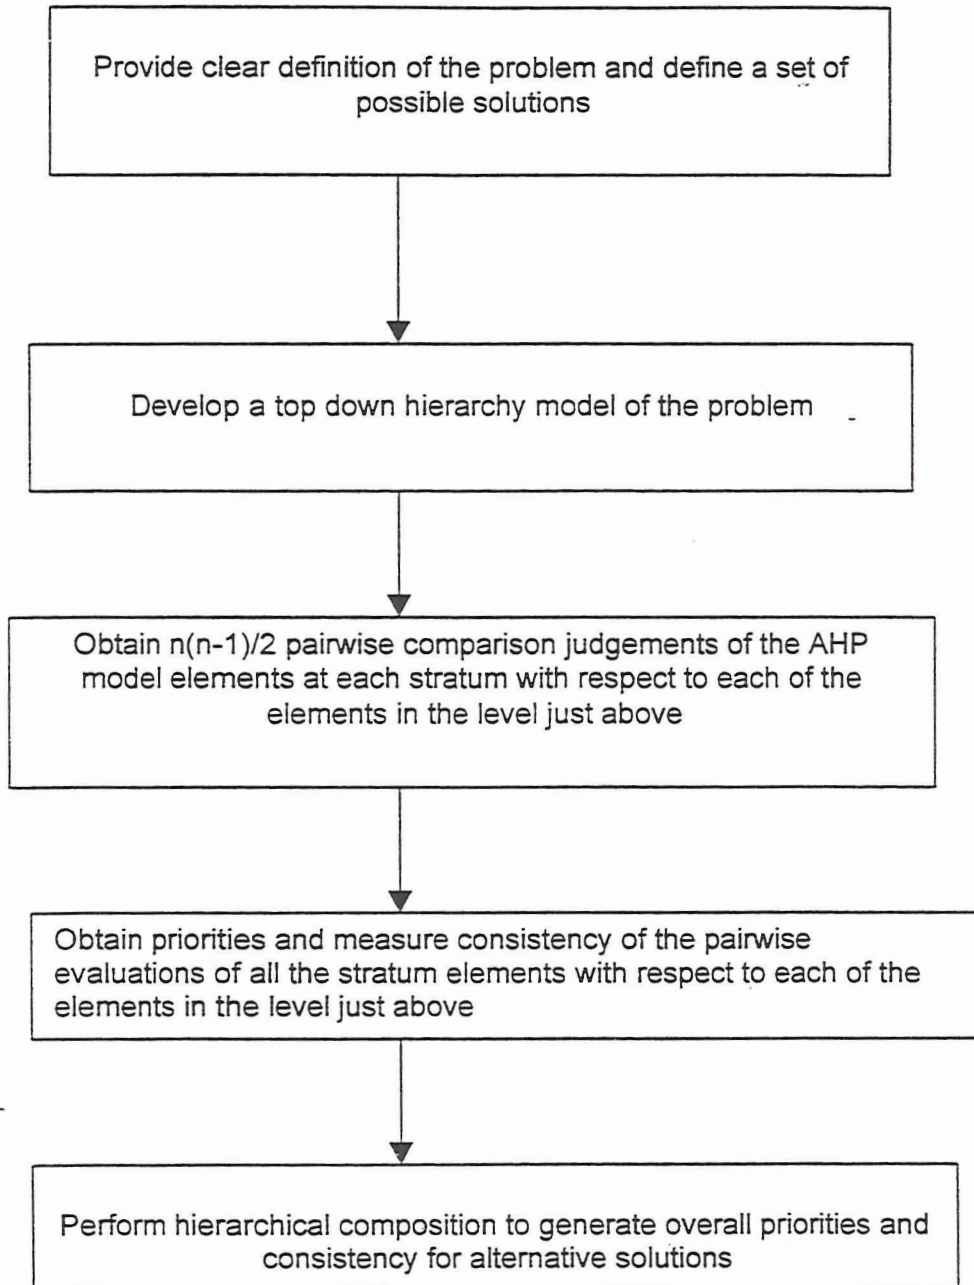 Provide clear definition of the problem and define a set of
possible solutions
Develop a top down hierarchy model of the problem
Obtain n(n-1)/2 pairwise comparison judgements of the AHP
model elements at each stratum with respect to each of the
elements in the level just above
Obtain priorities and measure consistency of the pairwise
evaluations of all the stratum elements with respect to each of the
elements in the level just above
Perform hierarchical composition to generate overall priorities and
consistency for alternative solutions